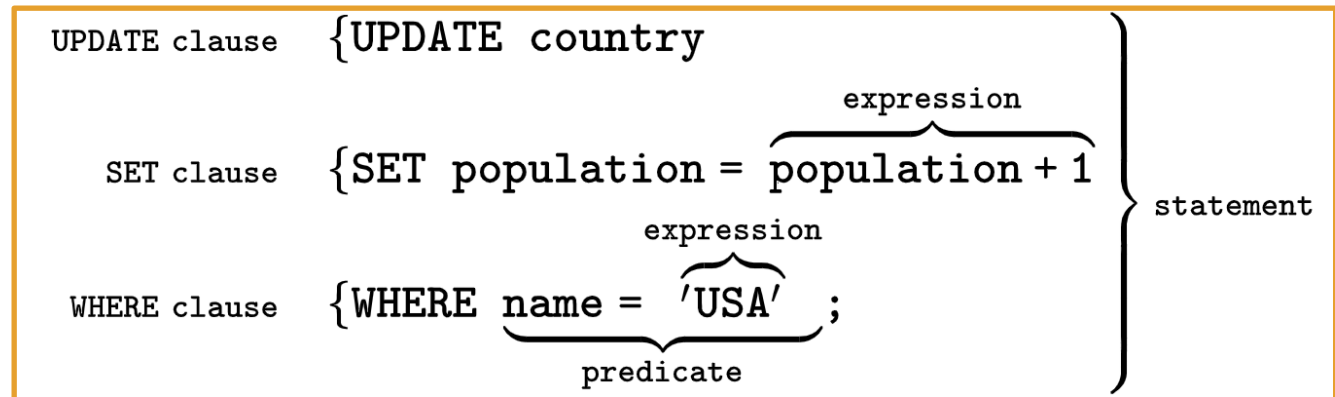 UPDATE clause {UPDATE country
expression
SET clause {SET population = population + 1
statement
expression
WHERE clause {WHERE name = 'USA' ;
predicate